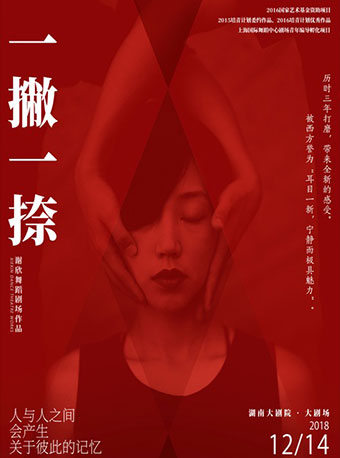 2016国家艺术基金资助项目
2015培青计划委约作品、2016培青计划优秀作品
上海国际舞蹈中心剧场青年编导孵化项目
一撇一捺
谢欣舞蹈剧场作品
XIEXIN DANCE THEATRE WORKS
历时三年打磨，带来全新的感受。
被西方誉为“耳目一新，宁静而极具魅力”。
人与人之间
会产生
关于彼此的记忆
湖南大剧院·大剧场
2018
12/14